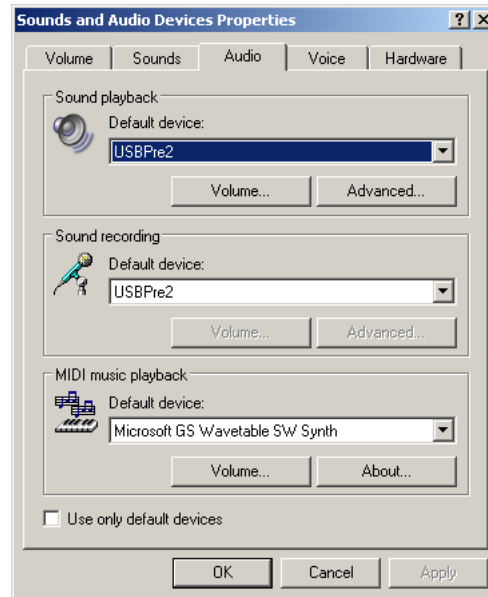 Sounds and Audio Devices Properties
Volume Sounds Audio Voice Hardware
Sound playback
Default device:
USBPre2
Volume... Advanced...
Sound recording
Default device:
USBPre2
Volume... Advanced...
MIDI music playback
Default device:
Microsoft GS Wavetable SW Synth
Volume... About...
Use only default devices
OK Cancel Apply